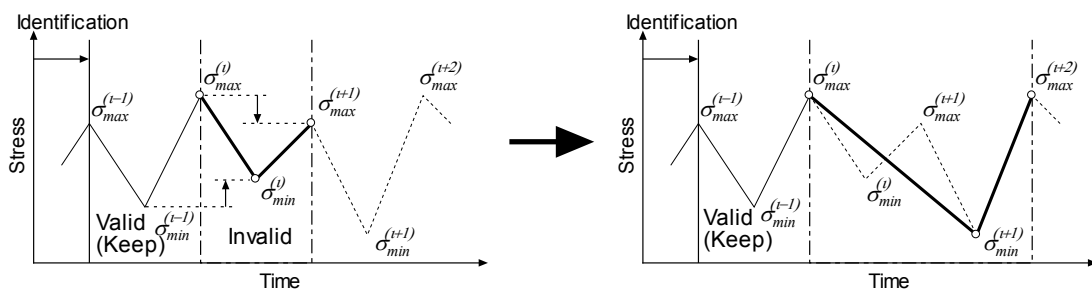 Identification
Stress
σmax(i−1)
σmax(i)
σmax(i+1)
σmax(i+2)
σmin(i−1)
σmin(i)
σmin(i+1)
Valid
(Keep)
Invalid
Time
Identification
Stress
σmax(i−1)
σmax(i)
σmax(i+1)
σmax(i+2)
σmin(i−1)
σmin(i)
σmin(i+1)
Valid
(Keep)
Time